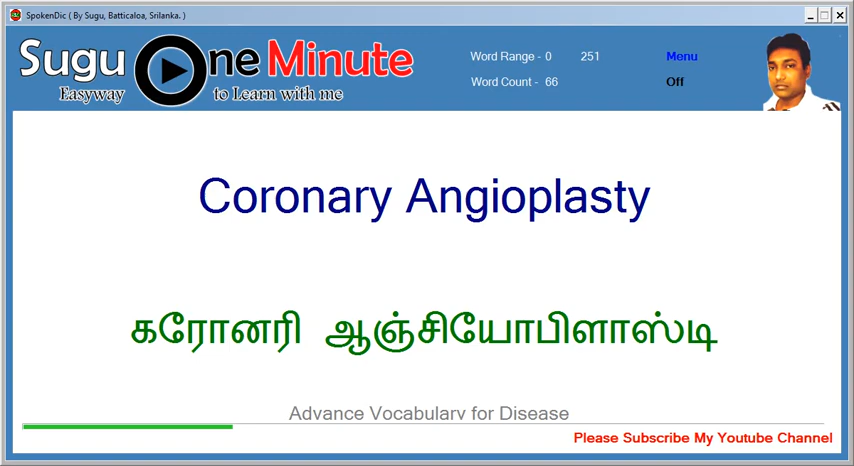 SpokenDic ( By Sugu, Batticaloa, Srilanka. )
Sugu One Minute
Easyway to Learn with me
Word Range - 0 251 Menu
Word Count - 66 Off
Coronary Angioplasty
கரோனரி ஆஞ்சியோபிளாஸ்டி
Advance Vocabulary for Disease
Please Subscribe My Youtube Channel